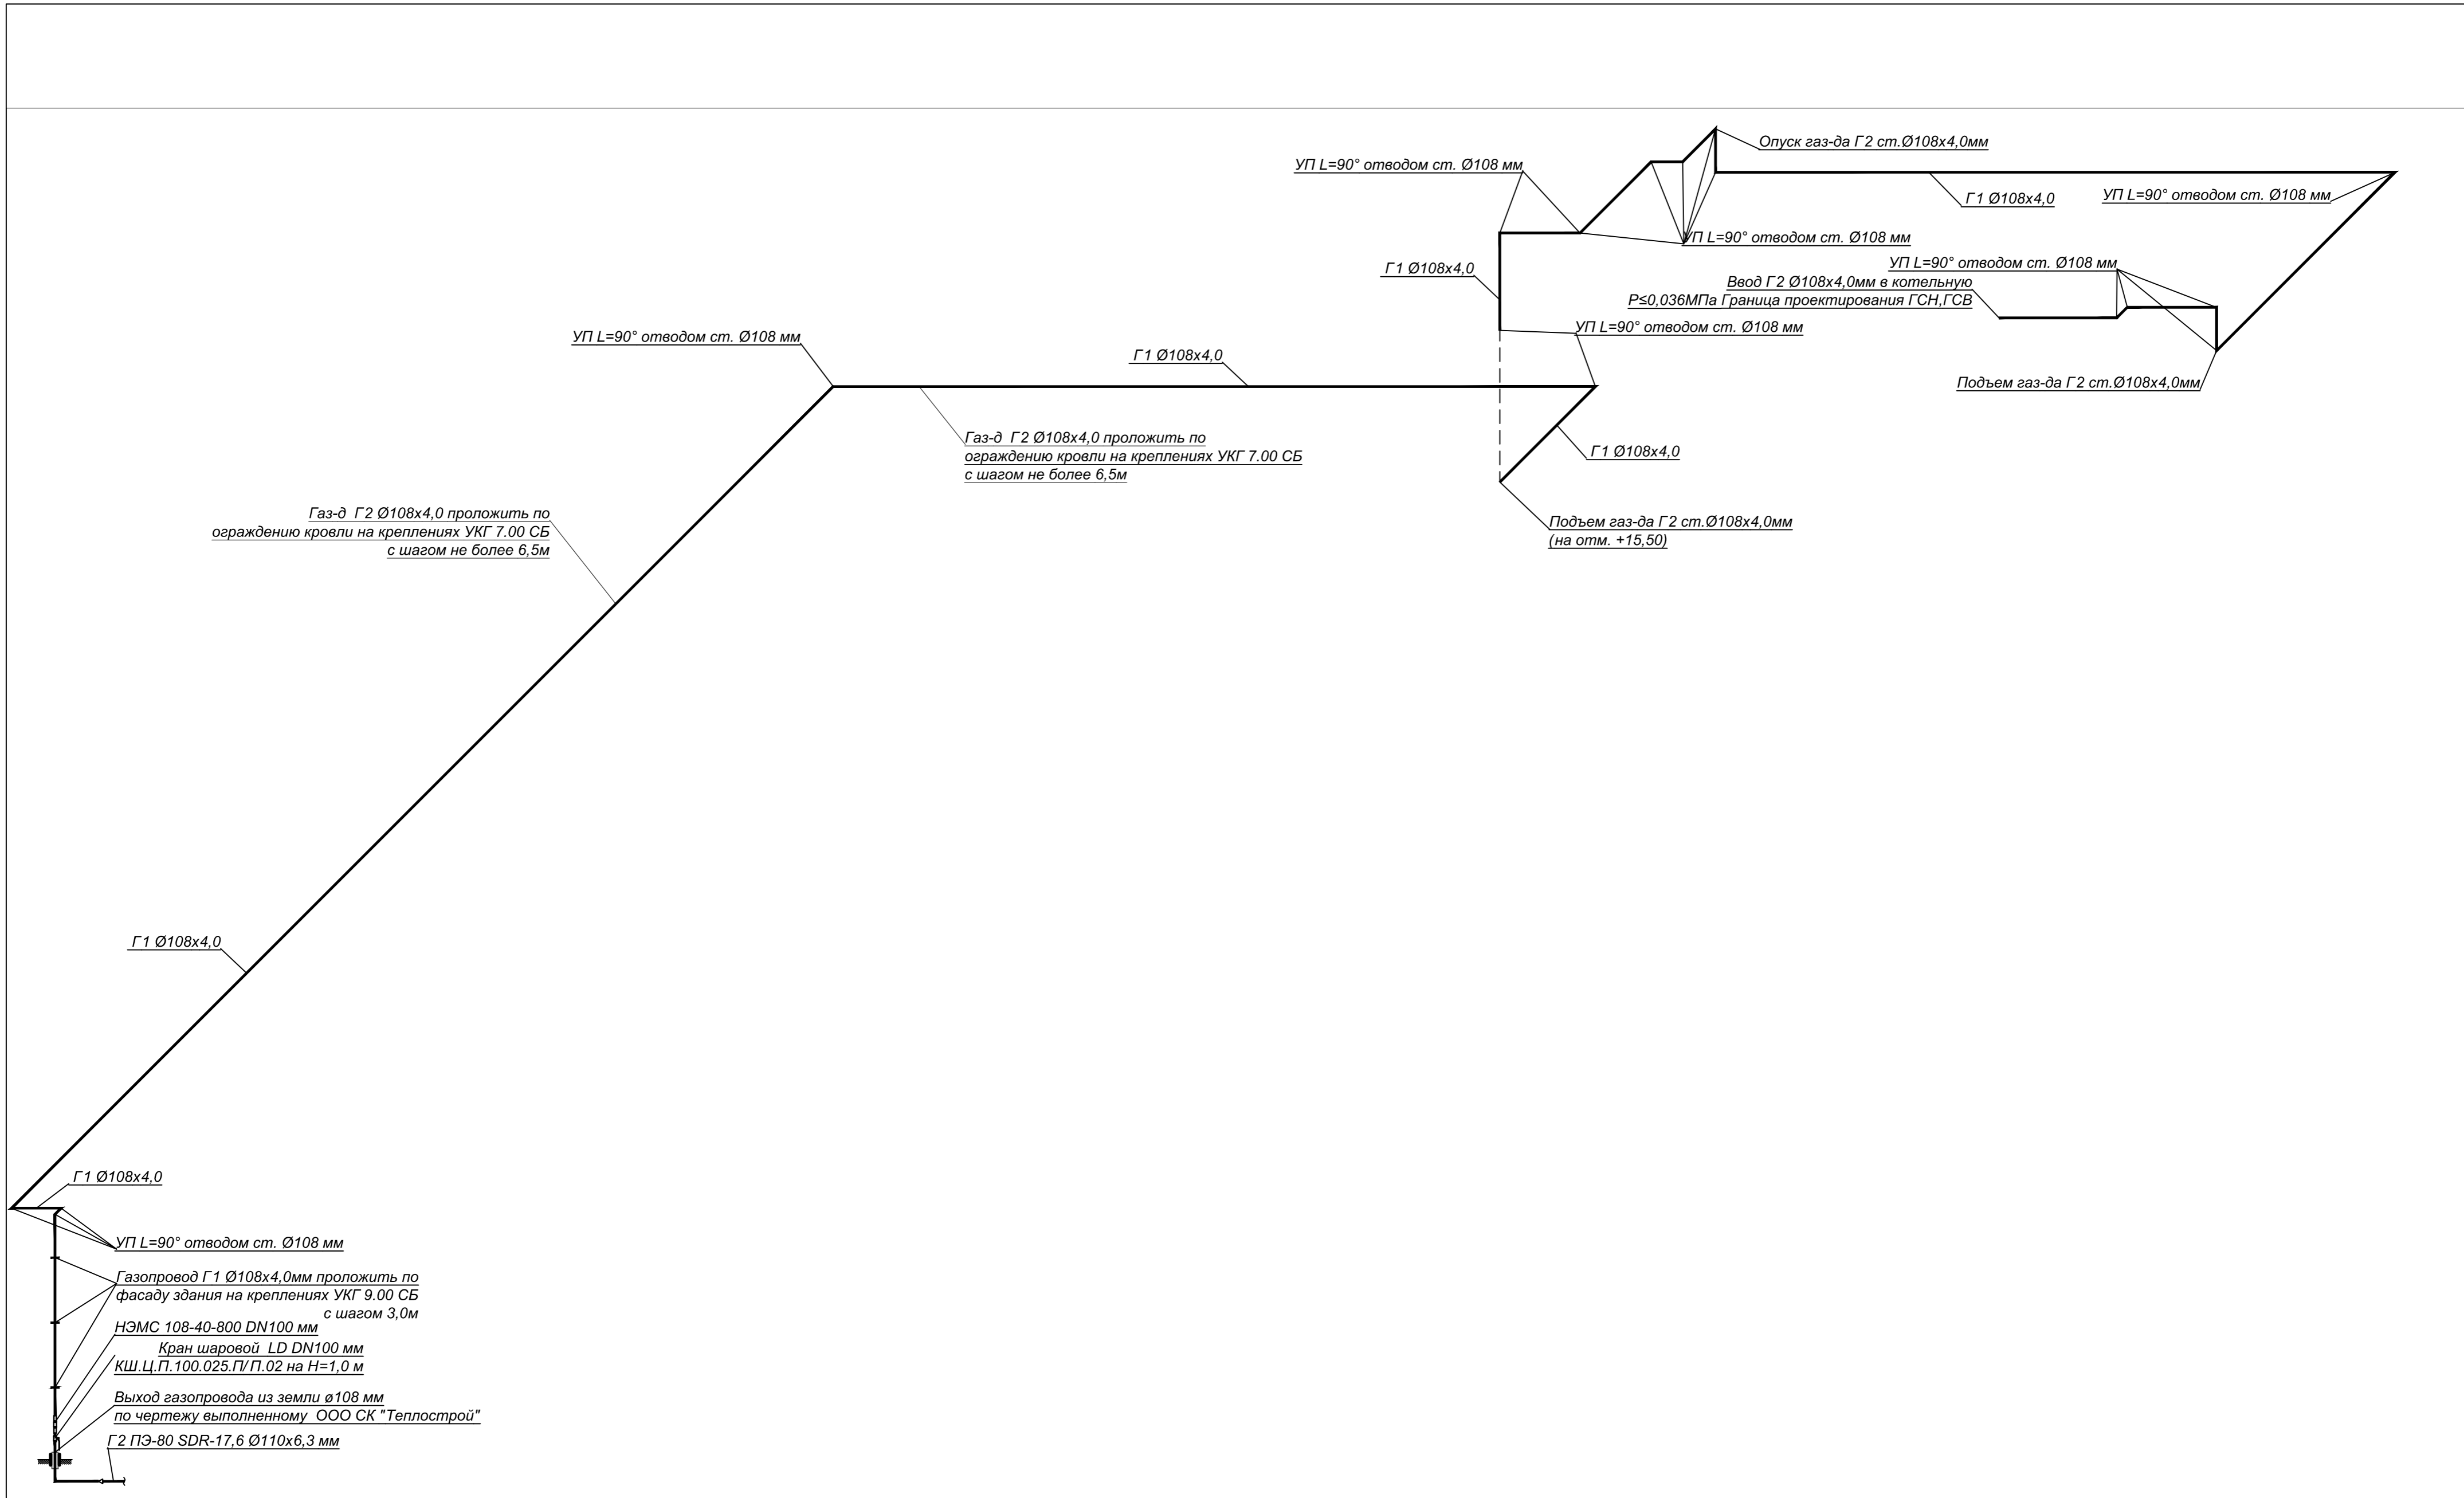 Опуск газ-да Г2 ст.Ø108х4,0мм
УП L=90° отводом ст. Ø108 мм
Г1 Ø108х4,0
УП L=90° отводом ст. Ø108 мм
УП L=90° отводом ст. Ø108 мм
УП L=90° отводом ст. Ø108 мм
Г1 Ø108х4,0
Ввод Г2 Ø108х4,0мм в котельную
Р≤0,036МПа Граница проектирования ГСН,ГСВ
УП L=90° отводом ст. Ø108 мм
УП L=90° отводом ст. Ø108 мм
Г1 Ø108х4,0
Подъем газ-да Г2 ст.Ø108х4,0мм
Газ-д Г2 Ø108х4,0 проложить по
ограждению кровли на креплениях УКГ 7.00 СБ
с шагом не более 6,5м
Г1 Ø108х4,0
Газ-д Г2 Ø108х4,0 проложить по
ограждению кровли на креплениях УКГ 7.00 СБ
с шагом не более 6,5м
Подъем газ-да Г2 ст.Ø108х4,0мм
(на отм. +15,50)
Г1 Ø108х4,0
Г1 Ø108х4,0
УП L=90° отводом ст. Ø108 мм
Газопровод Г1 Ø108х4,0мм проложить по
фасаду здания на креплениях УКГ 9.00 СБ
с шагом 3,0м
НЭМС 108-40-800 DN100 мм
Кран шаровой LD DN100 мм
КШ.Ц.П.100.025.П/П.02 на Н=1,0 м
Выход газопровода из земли ø108 мм
по чертежу выполненному ООО СК "Теплострой"
Г2 ПЭ-80 SDR-17,6 Ø110х6,3 мм